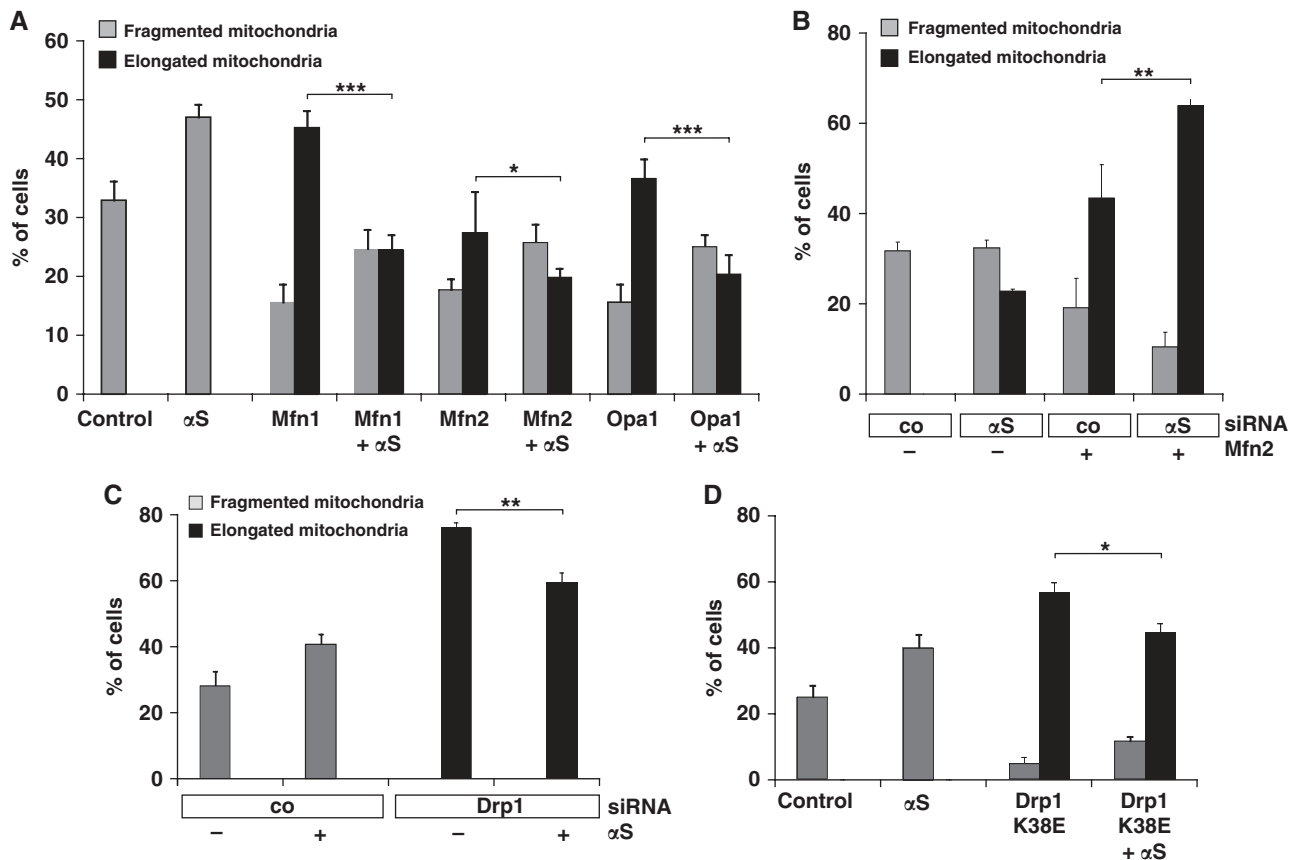 A
Fragmented mitochondria
Elongated mitochondria
% of cells
60
50
40
30
20
10
0
***
*
***
Control αS Mfn1 Mfn1 Mfn2 Mfn2 Opa1 Opa1
+ αS + αS + αS
B
Fragmented mitochondria
Elongated mitochondria
% of cells
80
60
40
20
0
**
co αS co αS siRNA
– – + + Mfn2
C
Fragmented mitochondria
Elongated mitochondria
% of cells
80
60
40
20
0
**
co Drp1 siRNA
– + – + αS
D
% of cells
80
60
40
20
0
*
Control αS Drp1 Drp1
K38E K38E
+ αS